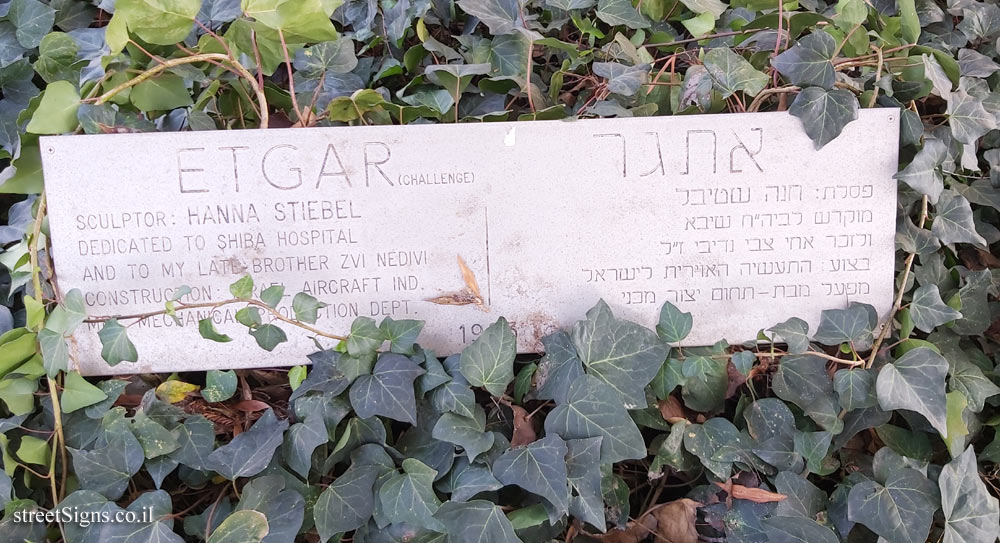 ETGAR (CHALLENGE)
SCULPTOR: HANNA STIEBEL
DEDICATED TO SHIBA HOSPITAL
AND TO MY LATE BROTHER ZVI NEDIVI
CONSTRUCTION: AIRCRAFT IND.
MECHANICAL DEPT.
אתגר
פסלת: חנה שטיבל
מוקדש לביה״ח שיבא
ולזכר אחי צבי נדיבי ז״ל
בצוע: התעשיה האוירית לישראל
מפעל מבת-תחום יצור מכני
streetSigns.co.il